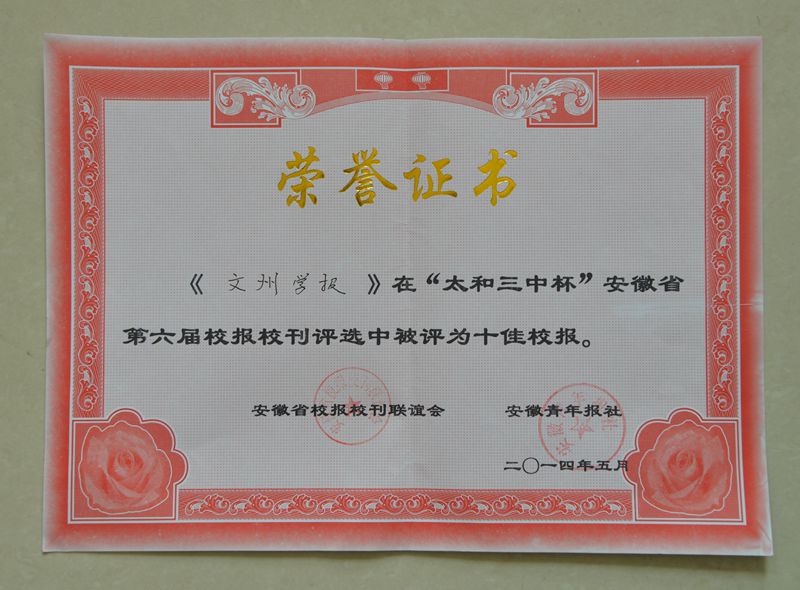 荣誉证书
《文州学报》在“太和三中杯”安徽省
第六届校报校刊评选中被评为十佳校报。
安徽省校报校刊联谊会 安徽青年报社
二〇一四年五月